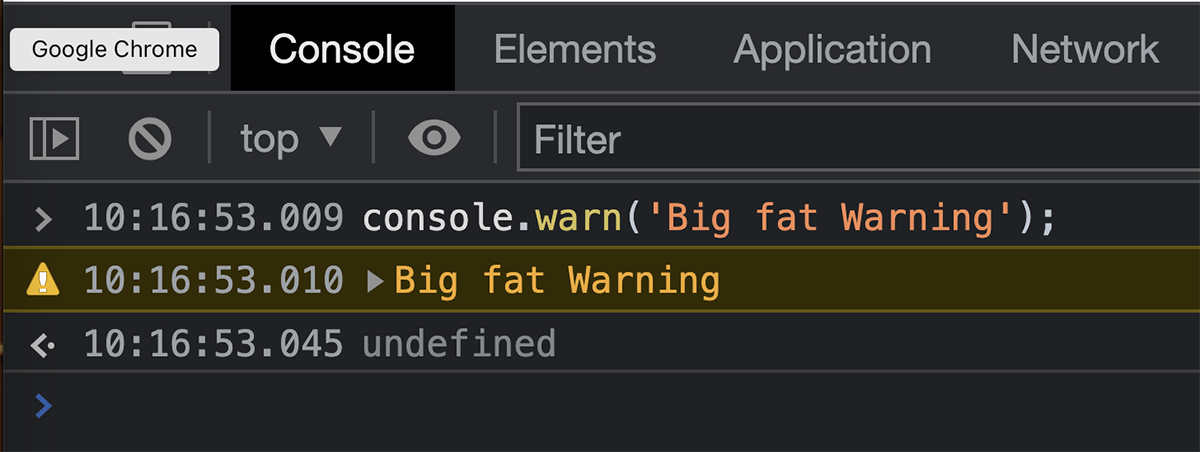 Google Chrome Console Elements Application Network
top Filter
10:16:53.009 console.warn('Big fat Warning');
10:16:53.010 Big fat Warning
10:16:53.045 undefined